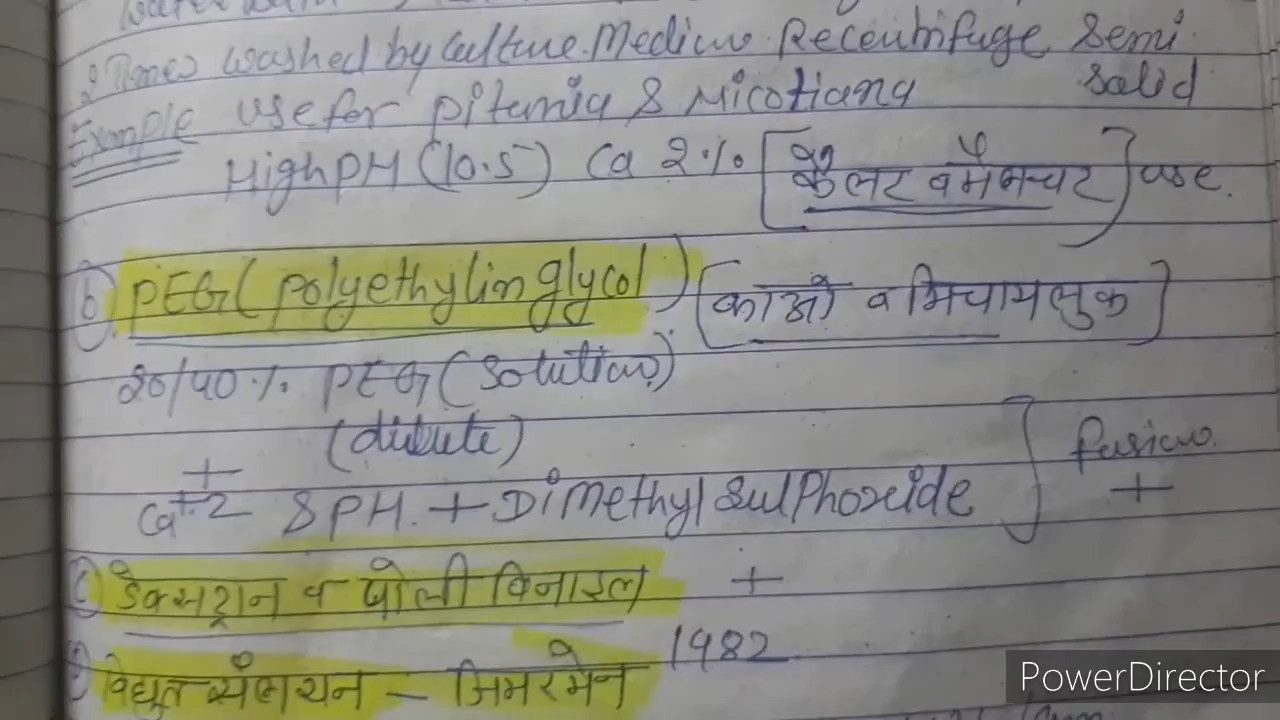 Times washed by Culture. Medium Recentrifuge Semi solid
Example use for Pitunia & Nicotiana
High PH (10.5) Ca 2% [केलर व मेलचर] use.
(b) PEG (Polyethylin glycol) [काओ व मिचायलुक]
20/40% PEG (Solution)
(dilute)
+
Ca+2 & PH. + Dimethyl SulPhoxide] fusion
+
(c) डेक्सट्रान व पोली विनाइल +
विद्युत संलयन – जिमरमेन 1982
PowerDirector